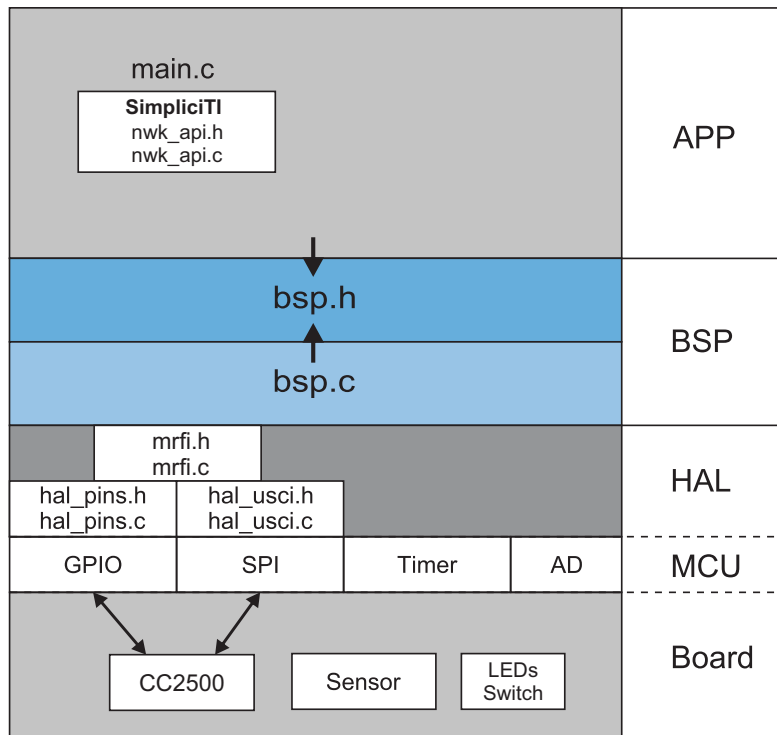 main.c
SimpliciTI
nwk_api.h
nwk_api.c
APP
bsp.h
bsp.c
BSP
mrfi.h
mrfi.c
hal_pins.h
hal_pins.c
hal_usci.h
hal_usci.c
HAL
GPIO
SPI
Timer
AD
MCU
CC2500
Sensor
LEDs
Switch
Board